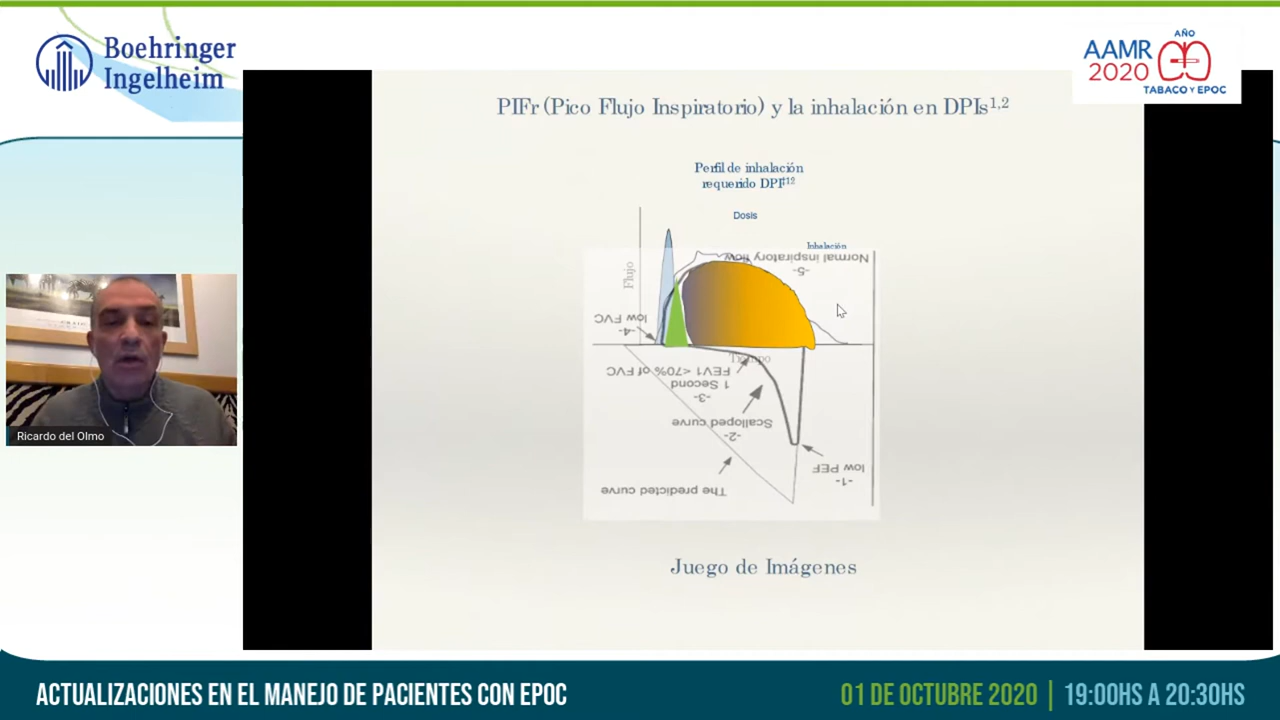 Boehringer
Ingelheim
AÑO
AAMR
2020
TABACO Y EPOC
PIFr (Pico Flujo Inspiratorio) y la inhalación en DPIs1,2
Perfil de inhalación
requerido DPI†12
Dosis
Inhalación
Normal inspiratory flow
-5-
Flujo
low FVC
-4-
Tiempo
FEV1 <70% of FVC
1 Second
-3-
Scalloped curve
-2-
low PEF
-1-
The predicted curve
Ricardo del Olmo
Juego de Imágenes
ACTUALIZACIONES EN EL MANEJO DE PACIENTES CON EPOC
01 DE OCTUBRE 2020 | 19:00HS A 20:30HS